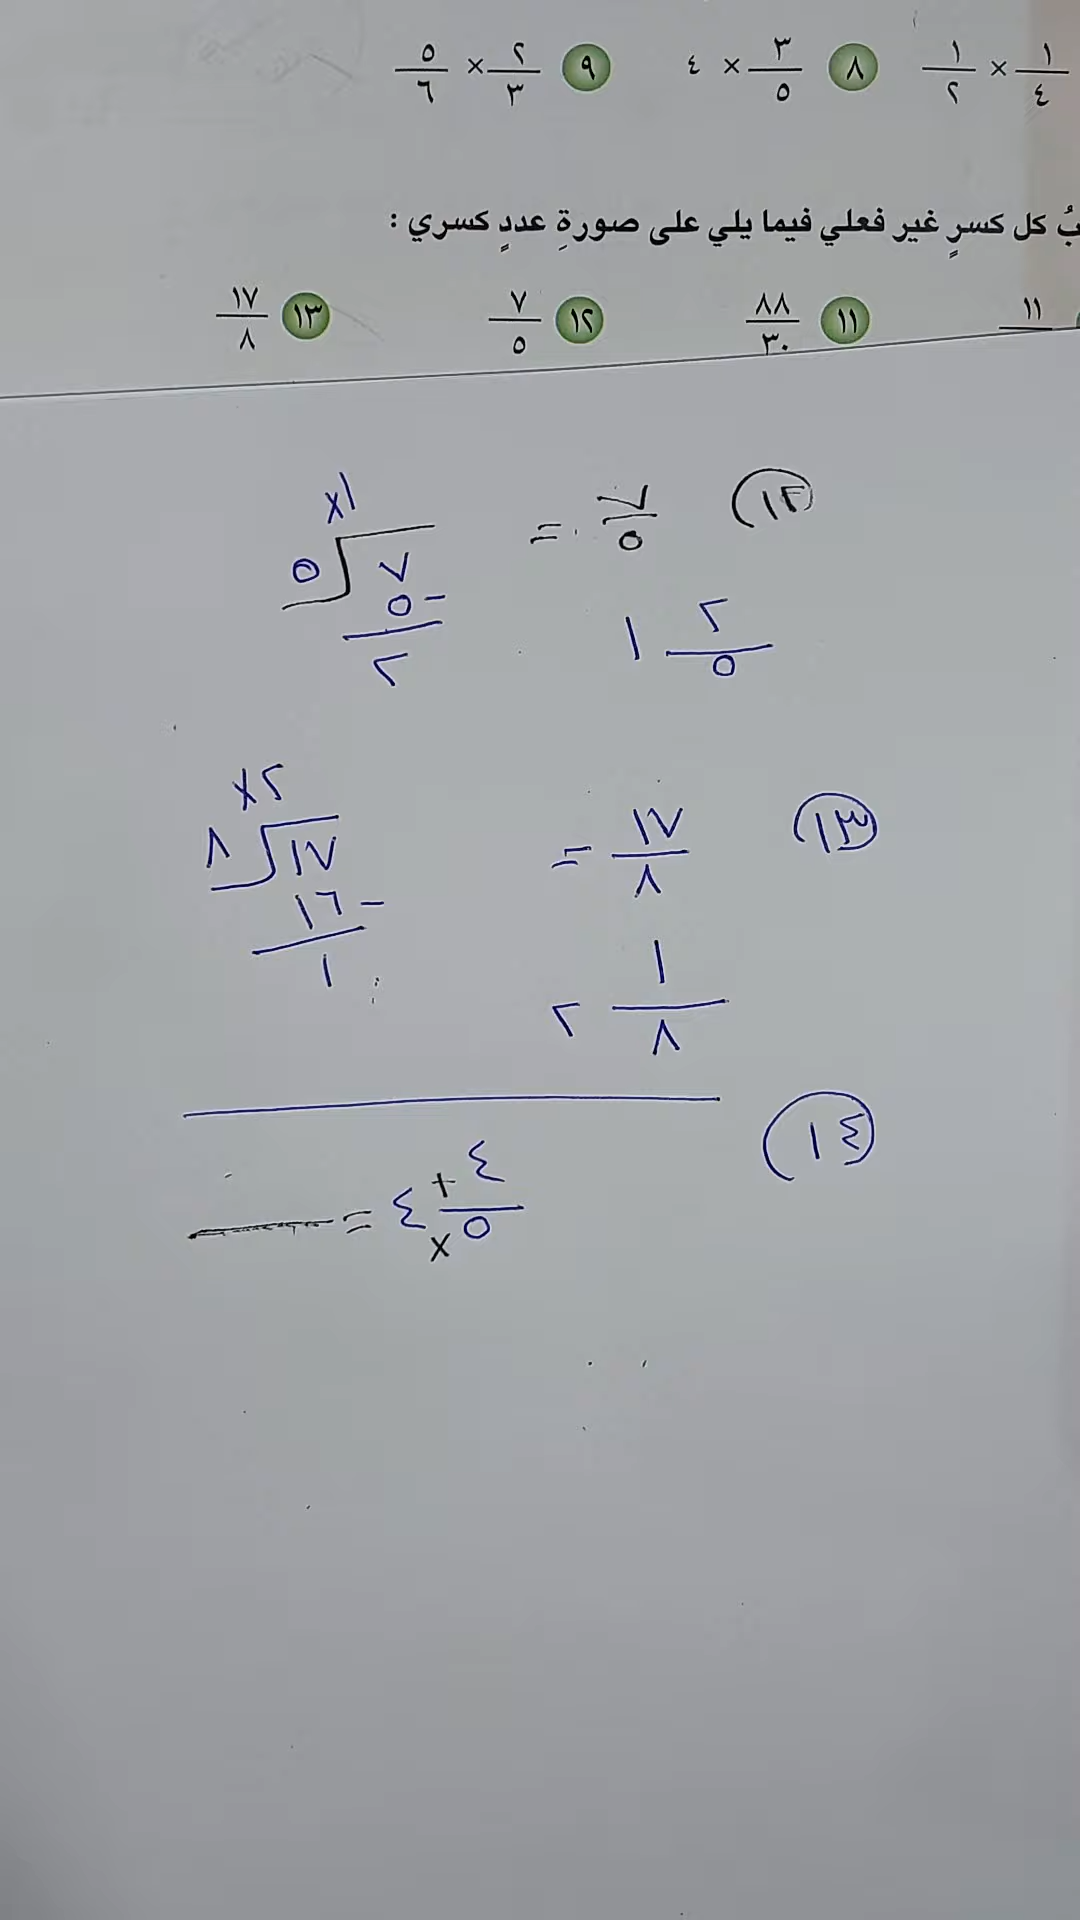 ١/٤ × ١/٢ ٨ ٣/٥ × ٤ ٩ ٢/٣ × ٥/٦
كل كسرٍ غير فعلي فيما يلي على صورةِ عددٍ كسري :
١١ ١١ ٨٨/٣٠ ١٢ ٧/٥ ١٣ ١٧/٨
١٢ ٧/٥ =
١ ٢/٥
×١
٥ ٧
٥ -
٢
١٣ ١٧/٨ =
٢ ١/٨
×٢
٨ ١٧
١٦ -
١
١٤
٤ + ٤/٥ × =